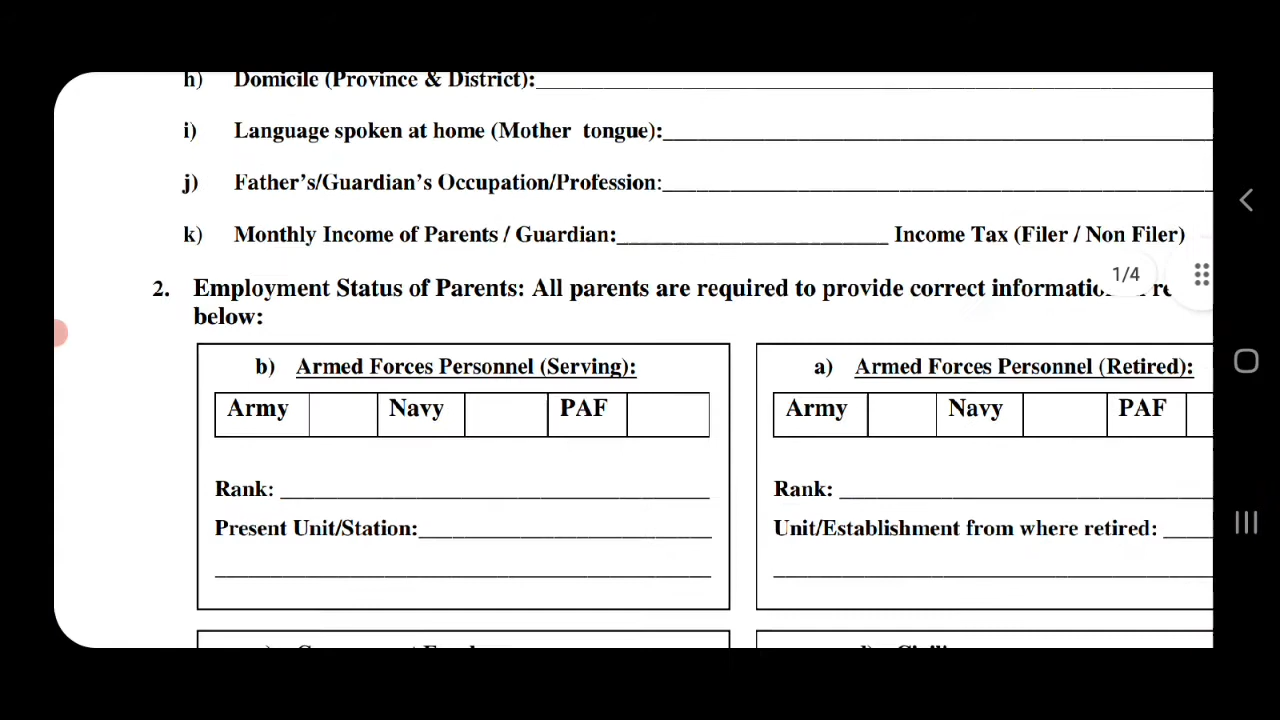 h) Domicile (Province & District):
i) Language spoken at home (Mother tongue):
j) Father's/Guardian's Occupation/Profession:
k) Monthly Income of Parents / Guardian: Income Tax (Filer / Non Filer)
1/4
2. Employment Status of Parents: All parents are required to provide correct
below:
b) Armed Forces Personnel (Serving):
Army Navy PAF
Rank:
Present Unit/Station:
a) Armed Forces Personnel (Retired):
Army Navy PAF
Rank:
Unit/Establishment from where retired: